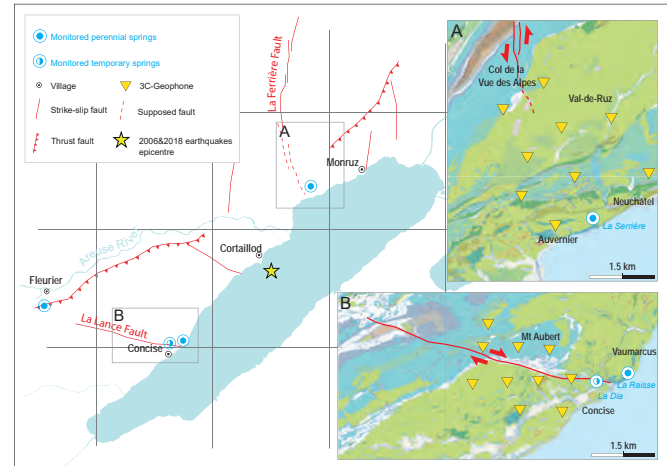 Monitored perennial springs
Monitored temporary springs
Village
3C-Geophone
Strike-slip fault
Supposed fault
Thrust fault
2006&2018 earthquakes
epicentre
La Ferrière Fault
A
Monruz
Areuse River
Cortaillod
Fleurier
B
La Lance Fault
Concise
A
Col de la
Vue des Alpes
Val-de-Ruz
Neuchâtel
La Serrière
Auvernier
1.5 km
B
Mt Aubert
Vaumarcus
La Raisse
La Dia
Concise
1.5 km